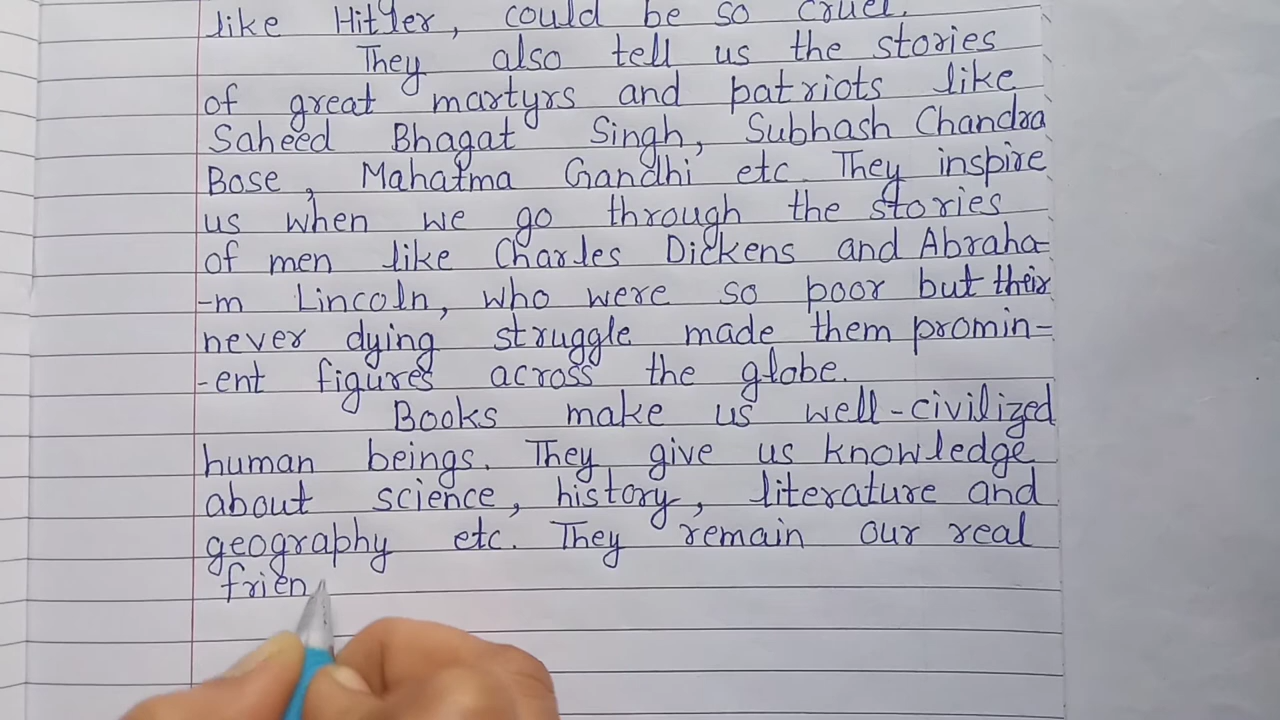 like Hitler, could be so cruel.
They also tell us the stories
of great martyrs and patriots like
Saheed Bhagat Singh, Subhash Chandra
Bose, Mahatma Gandhi etc. They inspire
us when we go through the stories
of men like Charles Dickens and Abraha-
-m Lincoln, who were so poor but their
never dying struggle made them promin-
-ent figures across the globe.
Books make us well-civilized
human beings. They give us knowledge
about science, history, literature and
geography etc. They remain our real
frien